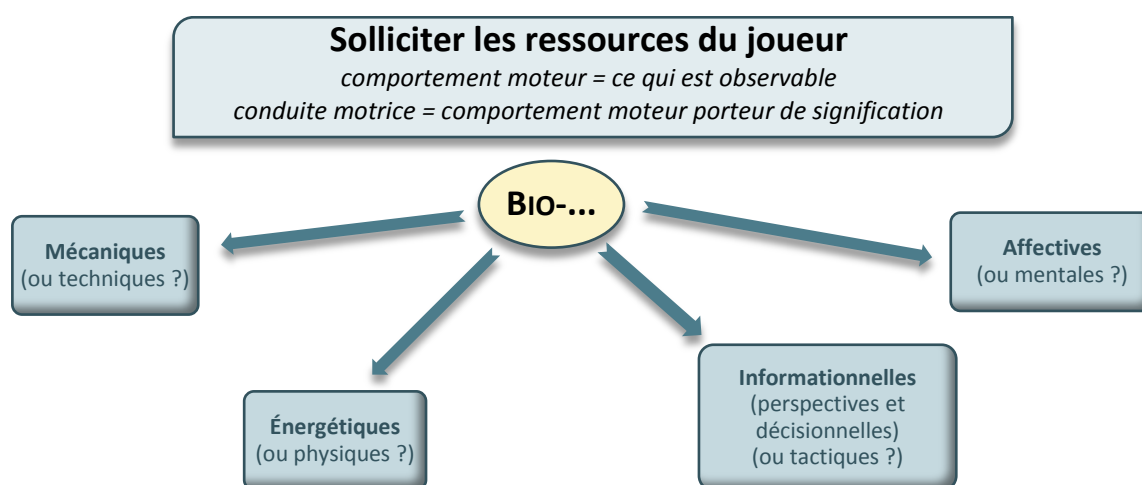 Solliciter les ressources du joueur
comportement moteur = ce qui est observable
conduite motrice = comportement moteur porteur de signification
BIO-...
Mécaniques
(ou techniques ?)
Affectives
(ou mentales ?)
Énergétiques
(ou physiques ?)
Informationnelles
(perspectives et
décisionnelles)
(ou tactiques ?)